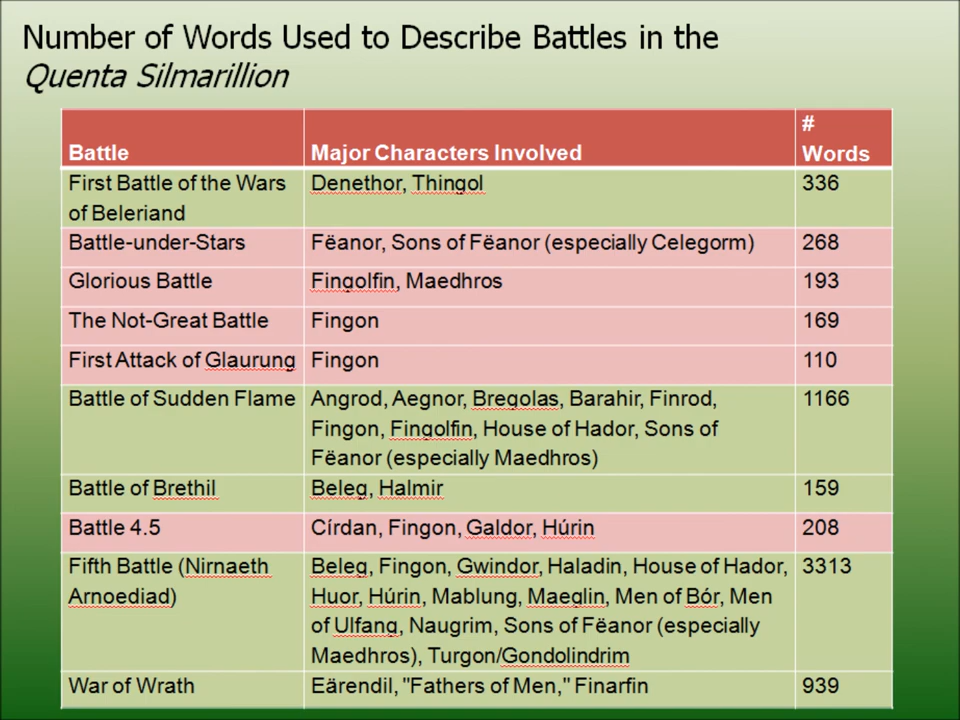 Number of Words Used to Describe Battles in the
Quenta Silmarillion
Battle Major Characters Involved # Words
First Battle of the Wars of Beleriand Denethor, Thingol 336
Battle-under-Stars Fëanor, Sons of Fëanor (especially Celegorm) 268
Glorious Battle Fingolfin, Maedhros 193
The Not-Great Battle Fingon 169
First Attack of Glaurung Fingon 110
Battle of Sudden Flame Angrod, Aegnor, Bregolas, Barahir, Finrod, 1166
Fingon, Fingolfin, House of Hador, Sons of
Fëanor (especially Maedhros)
Battle of Brethil Beleg, Halmir 159
Battle 4.5 Círdan, Fingon, Galdor, Húrin 208
Fifth Battle (Nirnaeth Arnoediad) Beleg, Fingon, Gwindor, Haladin, House of Hador, 3313
Huor, Húrin, Mablung, Maeglin, Men of Bór, Men
of Ulfang, Naugrim, Sons of Fëanor (especially
Maedhros), Turgon/Gondolindrim
War of Wrath Eärendil, "Fathers of Men," Finarfin 939